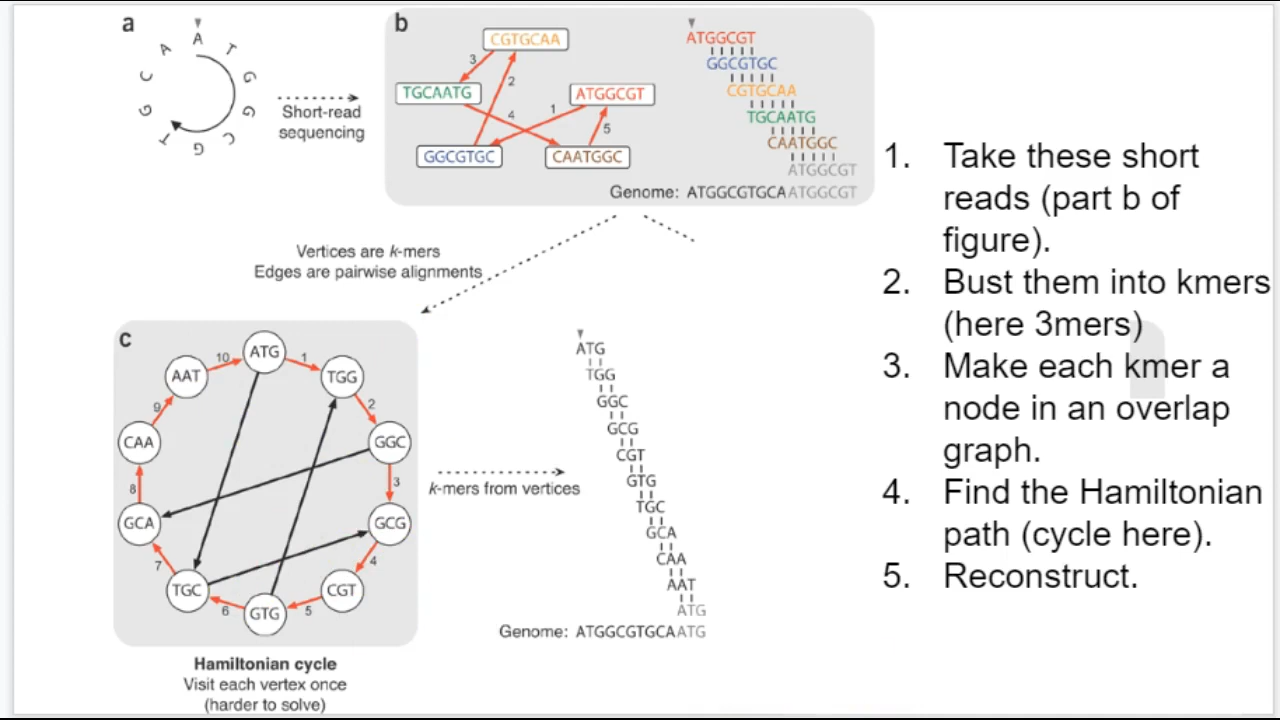 a
A
T
G
G
C
G
T
G
C
A
Short-read
sequencing
b
CGTGCAA
TGCAATG
ATGGCGT
GGCGTGC
CAATGGC
1
2
3
4
5
ATGGCGT
GGCGTGC
CGTGCAA
TGCAATG
CAATGGC
ATGGCGT
Genome: ATGGCGTGCAATGGCGT
Vertices are k-mers
Edges are pairwise alignments
c
ATG
TGG
GGC
GCG
CGT
GTG
TGC
GCA
CAA
AAT
1
2
3
4
5
6
7
8
9
10
Hamiltonian cycle
Visit each vertex once
(harder to solve)
k-mers from vertices
ATG
TGG
GGC
GCG
CGT
GTG
TGC
GCA
CAA
AAT
ATG
Genome: ATGGCGTGCAATG
1. Take these short
reads (part b of
figure).
2. Bust them into kmers
(here 3mers)
3. Make each kmer a
node in an overlap
graph.
4. Find the Hamiltonian
path (cycle here).
5. Reconstruct.